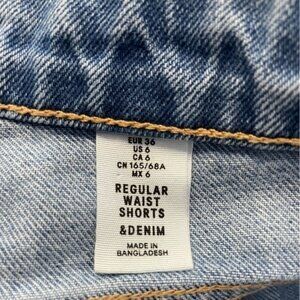 EUR 36
US 6
CA 6
CN 165/68A
MX 6
REGULAR
WAIST
SHORTS
&DENIM
MADE IN
BANGLADESH